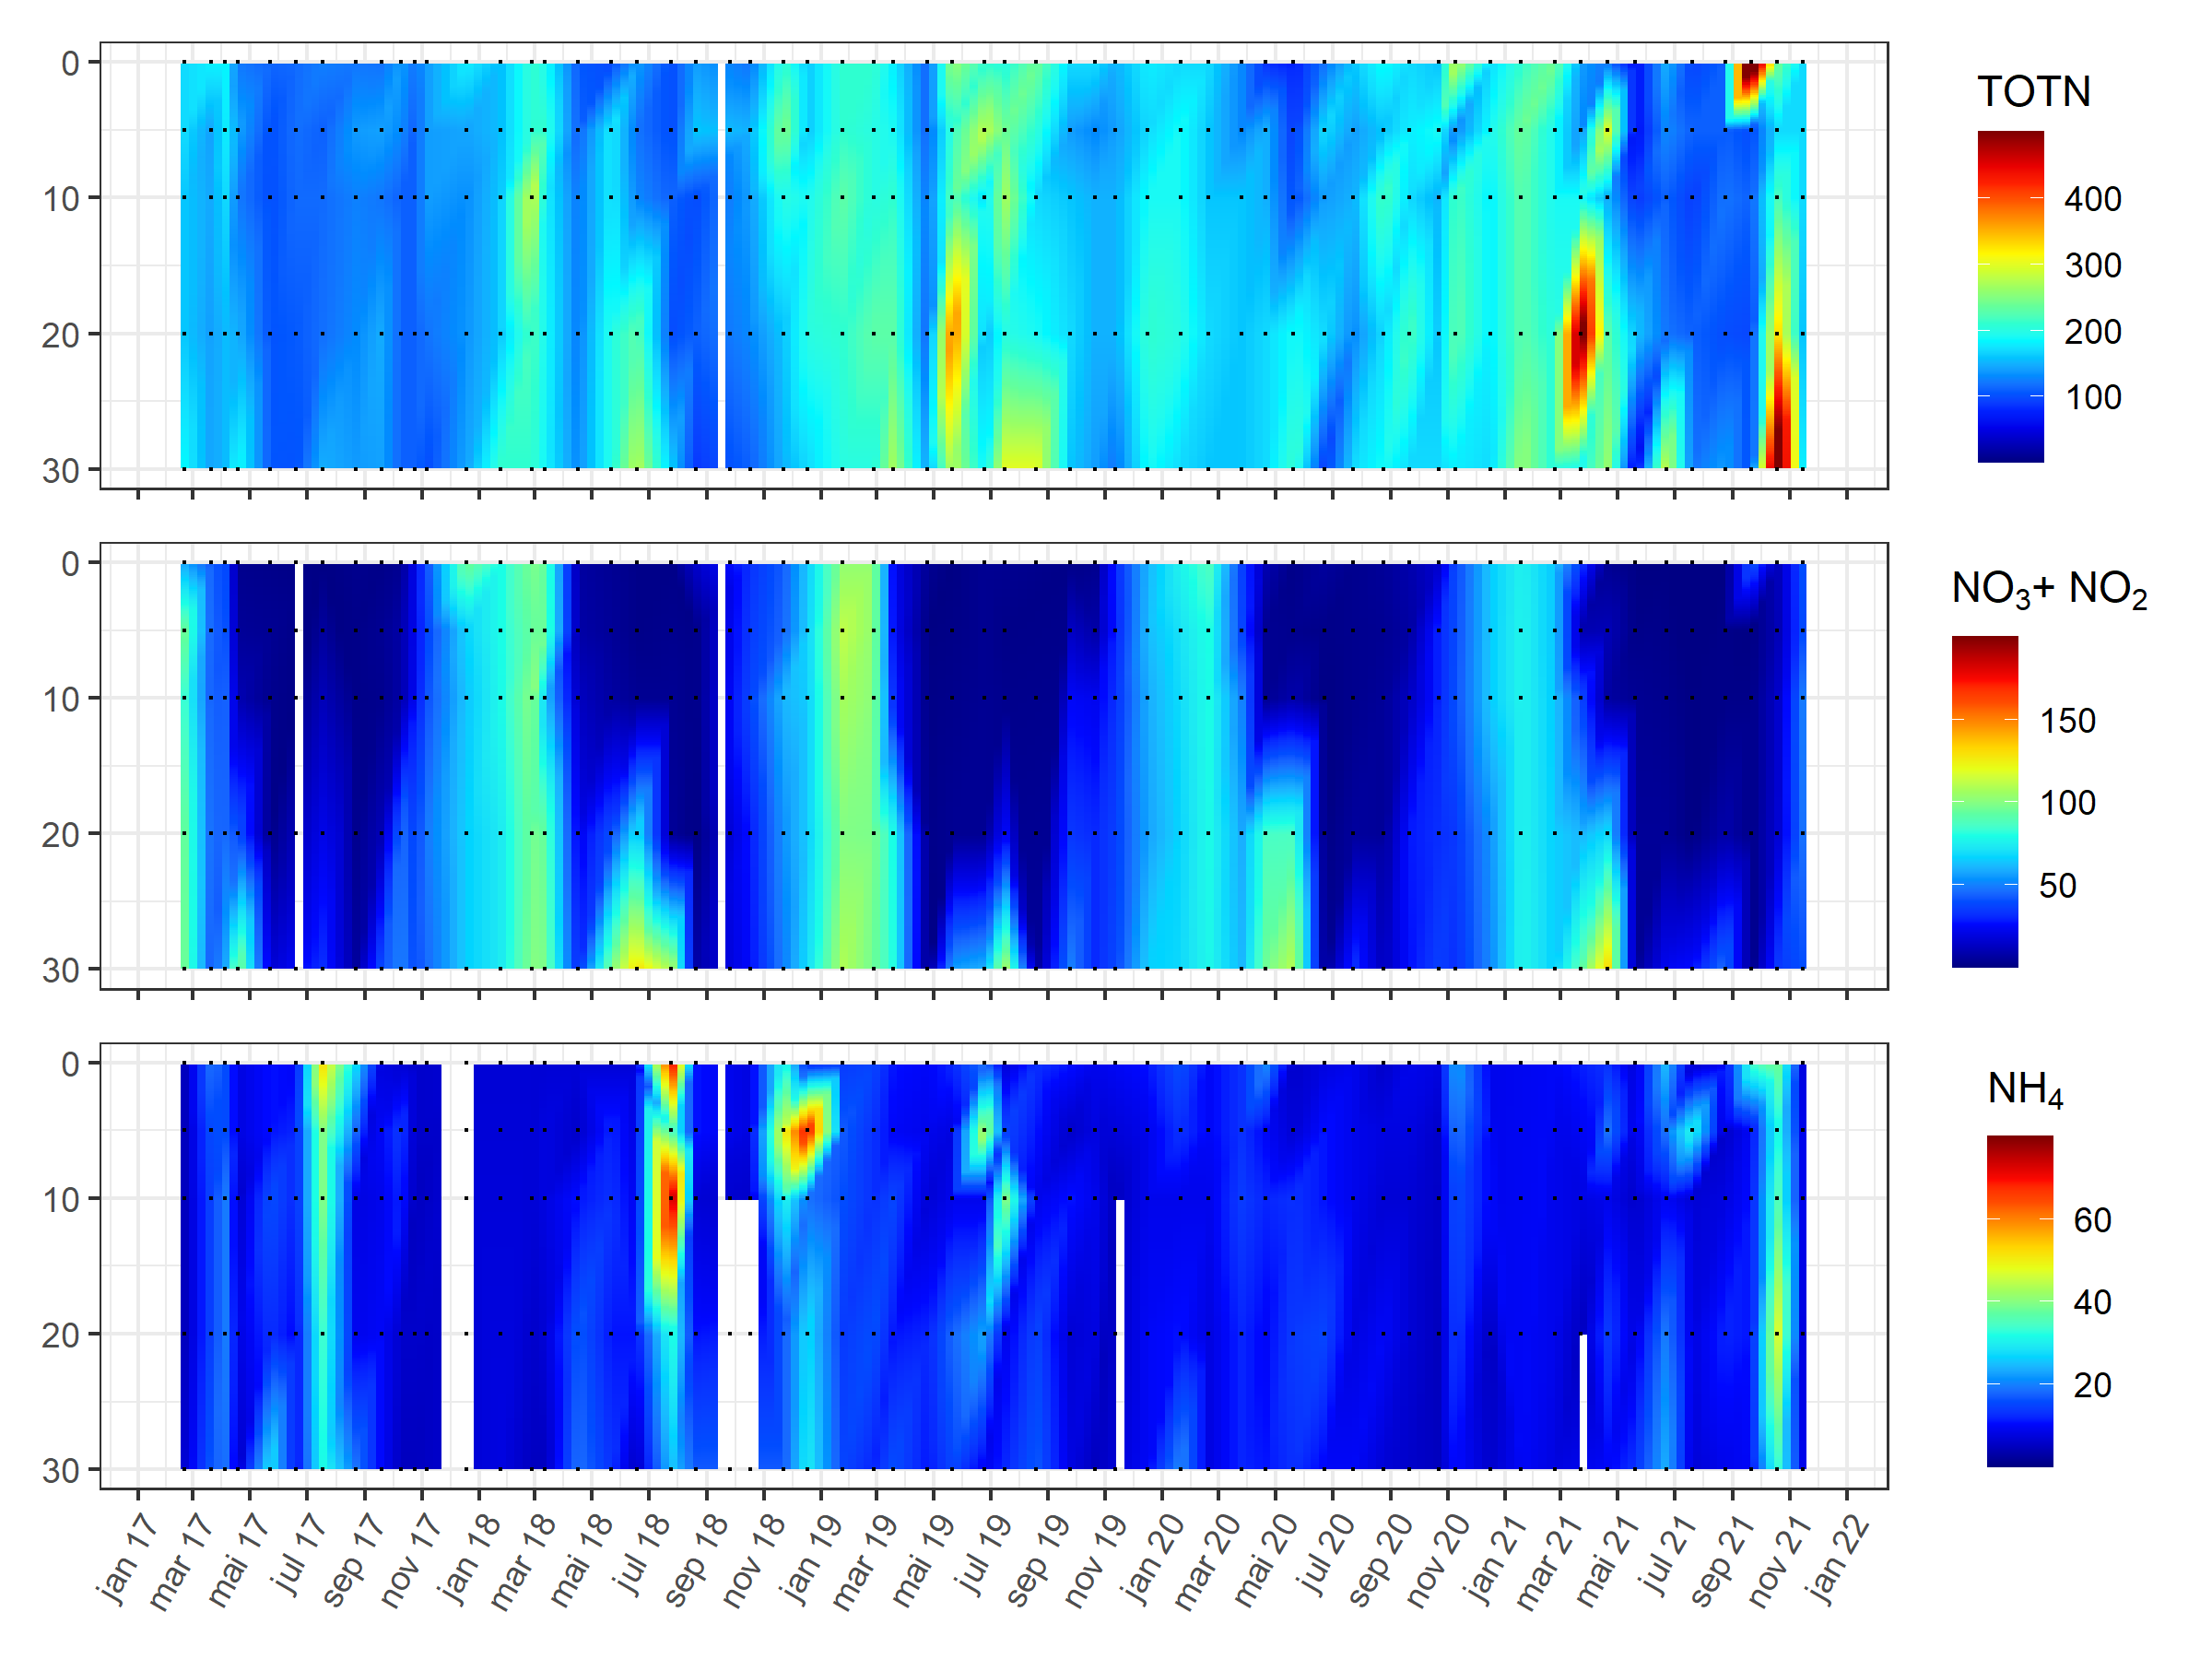 TOTN
0
10
20
30
400
300
200
100
NO₃+ NO₂
0
10
20
30
150
100
50
NH₄
0
10
20
30
60
40
20
jan 17
mar 17
mai 17
jul 17
sep 17
nov 17
jan 18
mar 18
mai 18
jul 18
sep 18
nov 18
jan 19
mar 19
mai 19
jul 19
sep 19
nov 19
jan 20
mar 20
mai 20
jul 20
sep 20
nov 20
jan 21
mar 21
mai 21
jul 21
sep 21
nov 21
jan 22